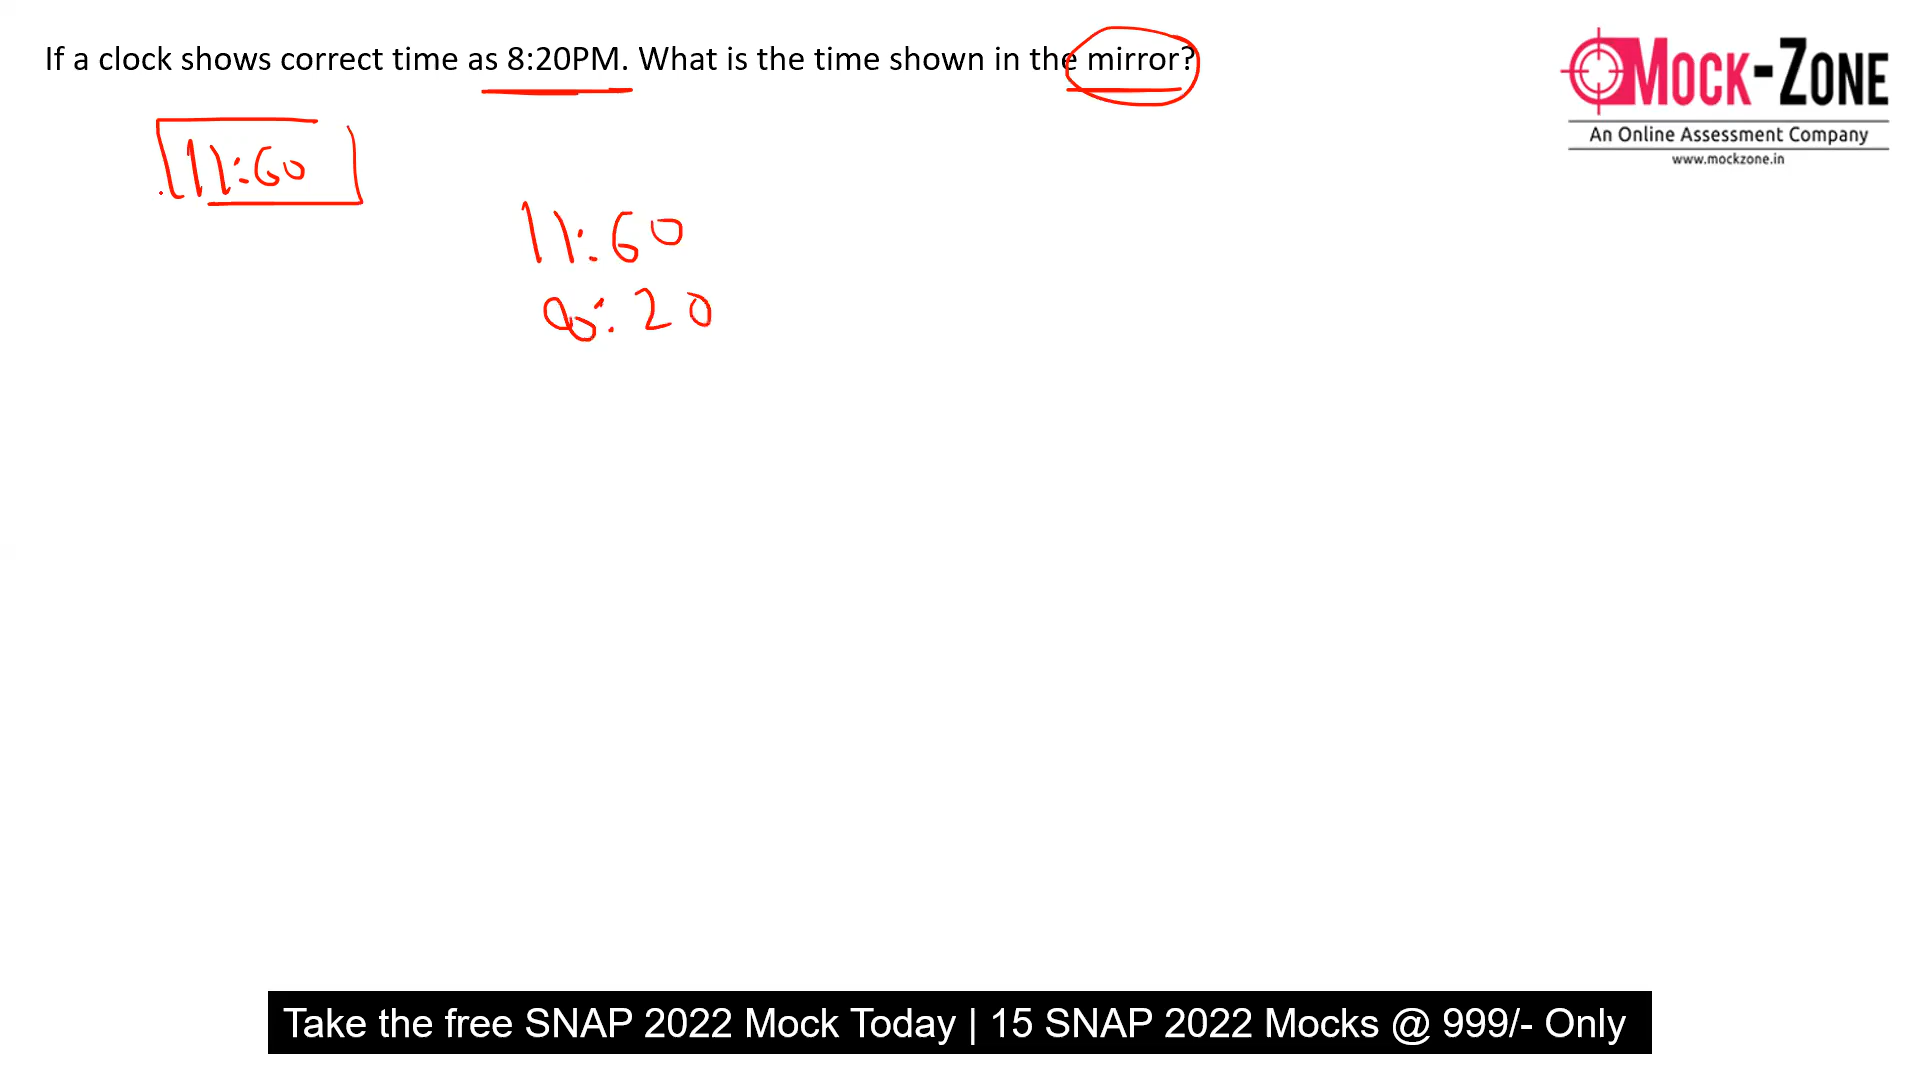 If a clock shows correct time as 8:20PM. What is the time shown in the mirror?
MOCK-ZONE
An Online Assessment Company
www.mockzone.in
11:60
11:60
8:20
Take the free SNAP 2022 Mock Today | 15 SNAP 2022 Mocks @ 999/- Only